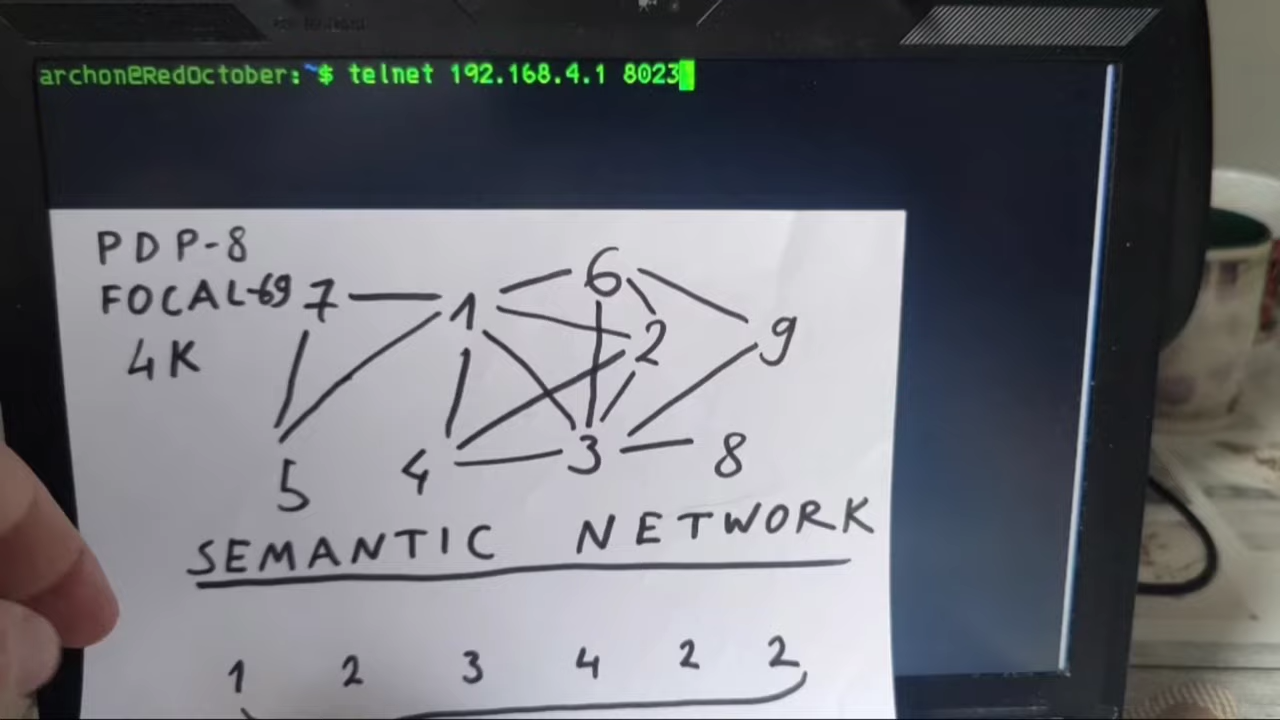 archon@RedOctober:~$ telnet 192.168.4.1 8023
PDP-8
FOCAL-69
4K
7 1 6
2 9
5 4 3 8
SEMANTIC NETWORK
1 2 3 4 2 2